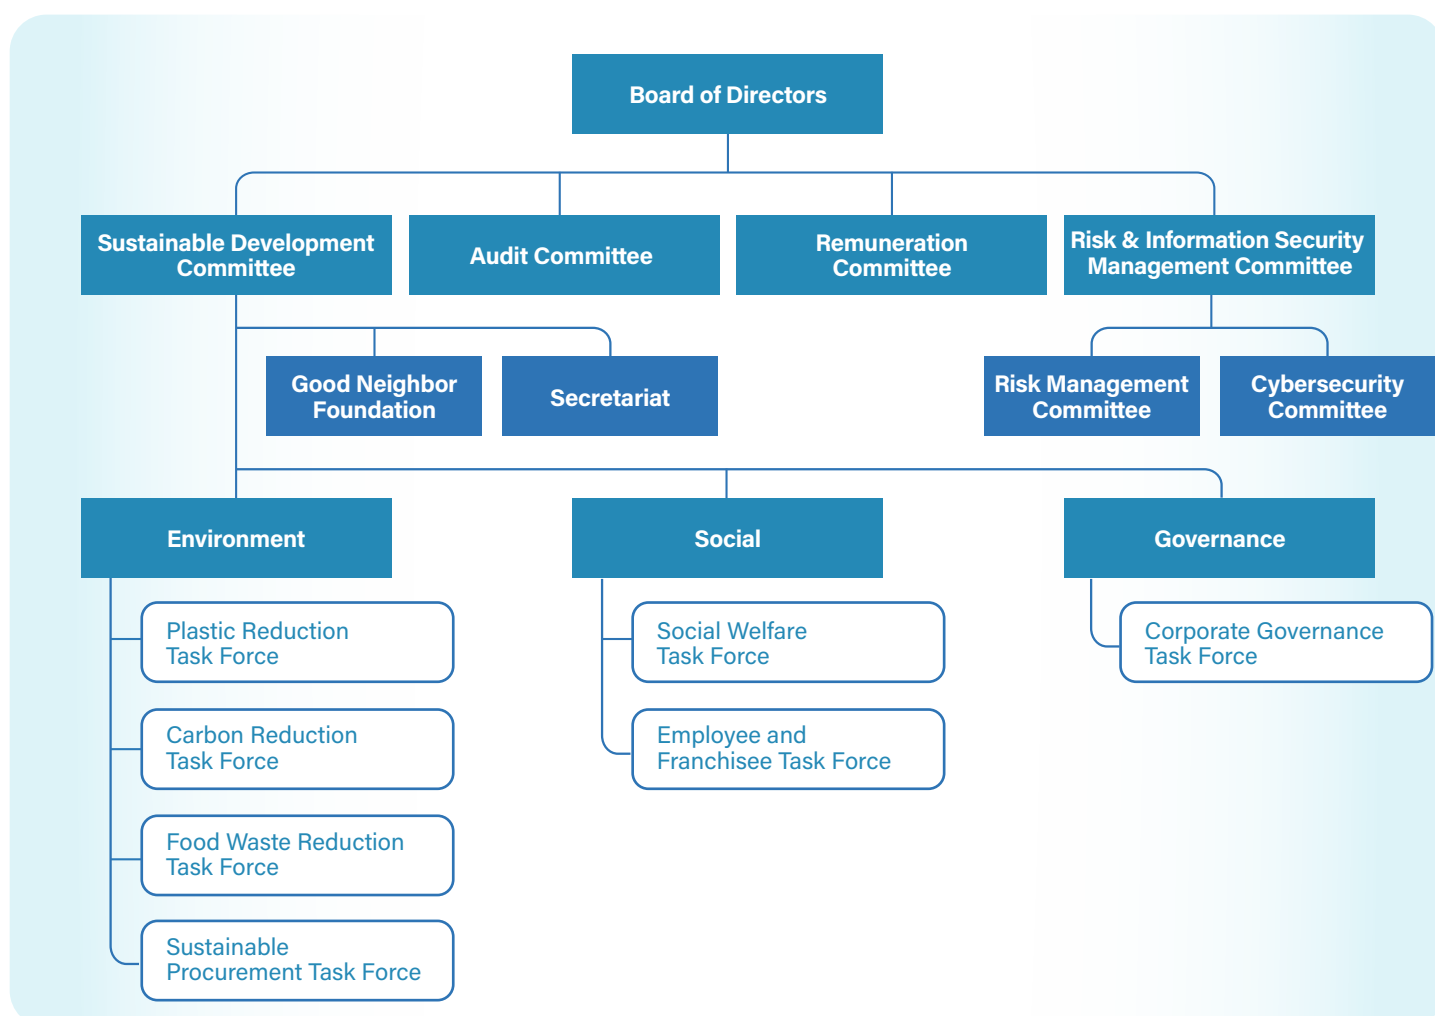 Board of Directors
Sustainable Development
Committee
Audit Committee
Remuneration
Committee
Risk & Information Security
Management Committee
Good Neighbor
Foundation
Secretariat
Risk Management
Committee
Cybersecurity
Committee
Environment
Social
Governance
Plastic Reduction
Task Force
Carbon Reduction
Task Force
Food Waste Reduction
Task Force
Sustainable
Procurement Task Force
Social Welfare
Task Force
Employee and
Franchisee Task Force
Corporate Governance
Task Force